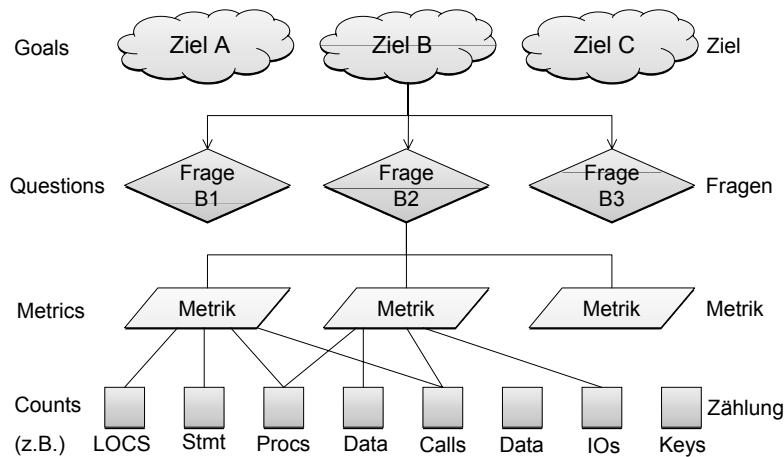 Goals Ziel A Ziel B Ziel C Ziel
Questions Frage B1 Frage B2 Frage B3 Fragen
Metrics Metrik Metrik Metrik Metrik
Counts Zählung
(z.B.) LOCS Stmt Procs Data Calls Data IOs Keys